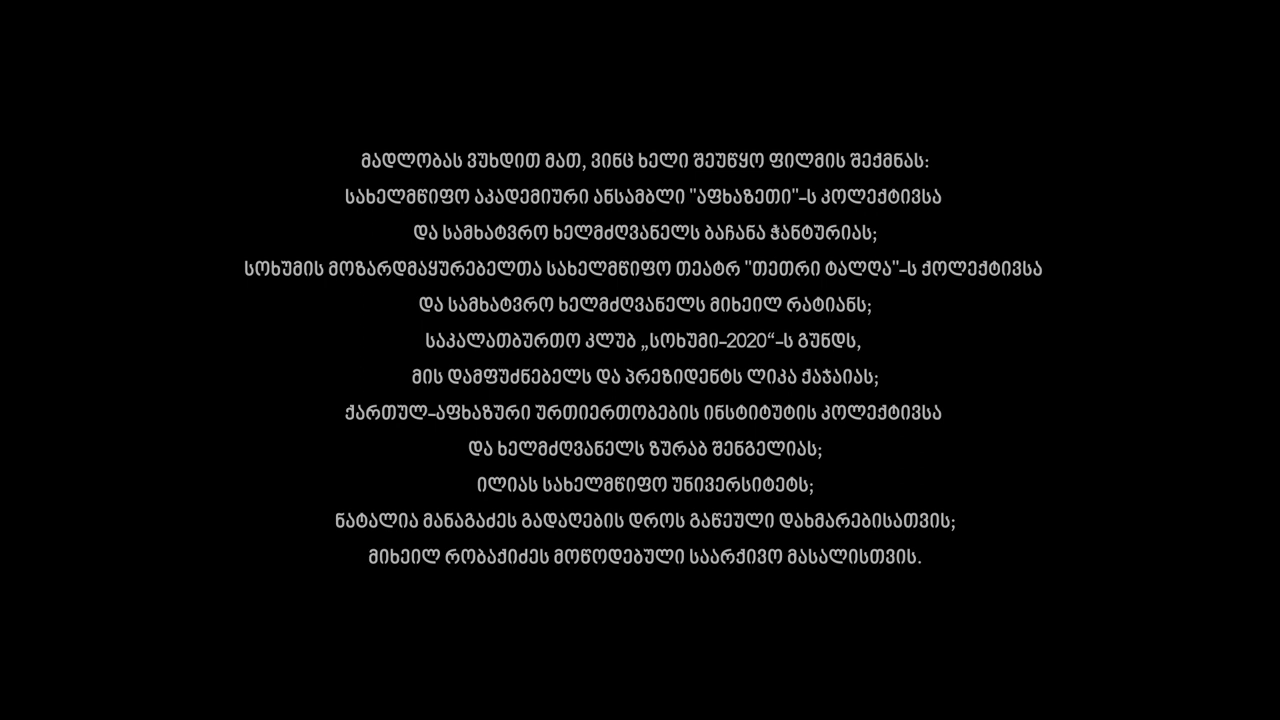 მადლობას ვუხდით მათ, ვინც ხელი შეუწყო ფილმის შექმნას:
სახელმწიფო აკადემიური ანსამბლი "აფხაზეთი"-ს კოლექტივსა
და სამხატვრო ხელმძღვანელს ბაჩანა ჭანტურიას;
სოხუმის მოზარდმაყურებელთა სახელმწიფო თეატრ "თეთრი ტალღა"-ს ქოლექტივსა
და სამხატვრო ხელმძღვანელს მიხეილ რატიანს;
საკალათბურთო კლუბ „სოხუმი-2020“-ს გუნდს,
მის დამფუძნებელს და პრეზიდენტს ლიკა ქაჯაიას;
ქართულ-აფხაზური ურთიერთობების ინსტიტუტის კოლექტივსა
და ხელმძღვანელს ზურაბ შენგელიას;
ილიას სახელმწიფო უნივერსიტეტს;
ნატალია მანაგაძეს გადაღების დროს გაწეული დახმარებისათვის;
მიხეილ რობაქიძეს მოწოდებული საარქივო მასალისთვის.